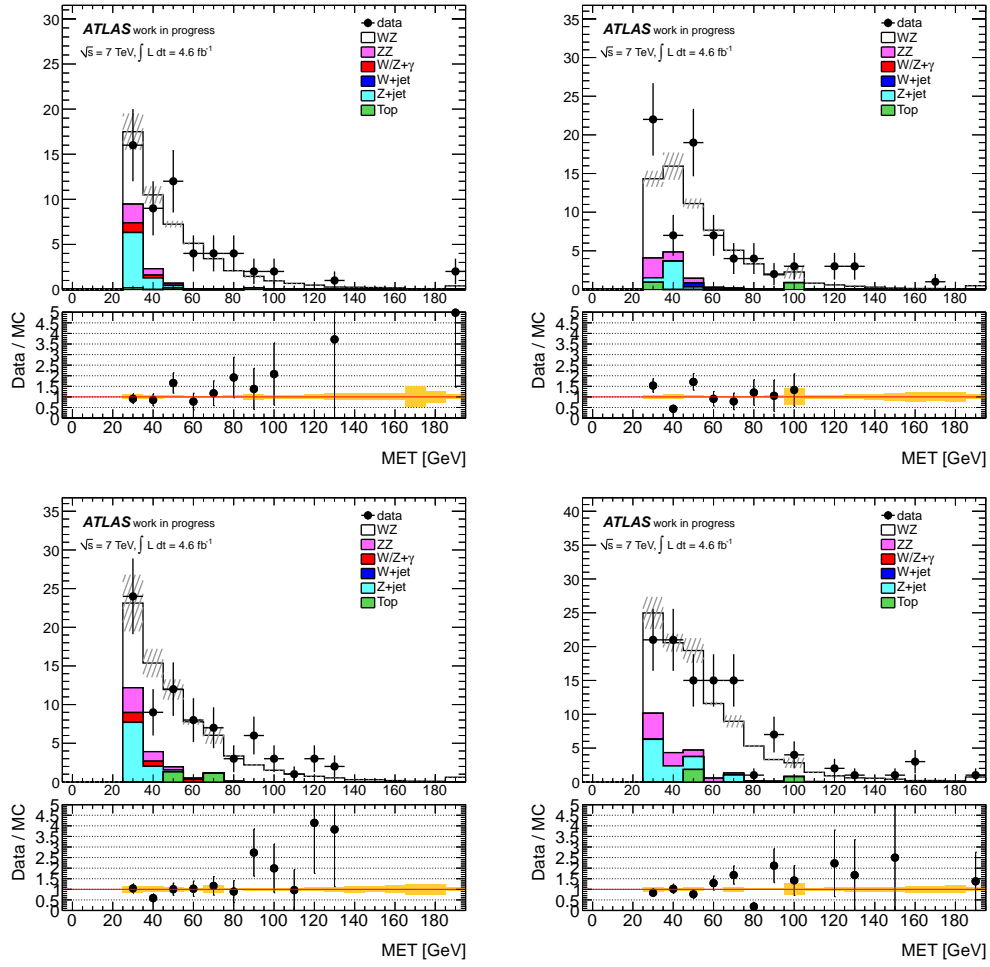 30
25
20
15
10
5
0
ATLAS work in progress
√s = 7 TeV, ∫ L dt = 4.6 fb-1
data
WZ
ZZ
W/Z+γ
W+jet
Z+jet
Top
Data / MC
5
4.5
4
3.5
3
2.5
2
1.5
1
0.5
0
0 20 40 60 80 100 120 140 160 180
MET [GeV]
35
30
25
20
15
10
5
0
ATLAS work in progress
√s = 7 TeV, ∫ L dt = 4.6 fb-1
data
WZ
ZZ
W/Z+γ
W+jet
Z+jet
Top
Data / MC
5
4.5
4
3.5
3
2.5
2
1.5
1
0.5
0
0 20 40 60 80 100 120 140 160 180
MET [GeV]
35
30
25
20
15
10
5
0
ATLAS work in progress
√s = 7 TeV, ∫ L dt = 4.6 fb-1
data
WZ
ZZ
W/Z+γ
W+jet
Z+jet
Top
Data / MC
5
4.5
4
3.5
3
2.5
2
1.5
1
0.5
0
0 20 40 60 80 100 120 140 160 180
MET [GeV]
40
35
30
25
20
15
10
5
0
ATLAS work in progress
√s = 7 TeV, ∫ L dt = 4.6 fb-1
data
WZ
ZZ
W/Z+γ
W+jet
Z+jet
Top
Data / MC
5
4.5
4
3.5
3
2.5
2
1.5
1
0.5
0
0 20 40 60 80 100 120 140 160 180
MET [GeV]